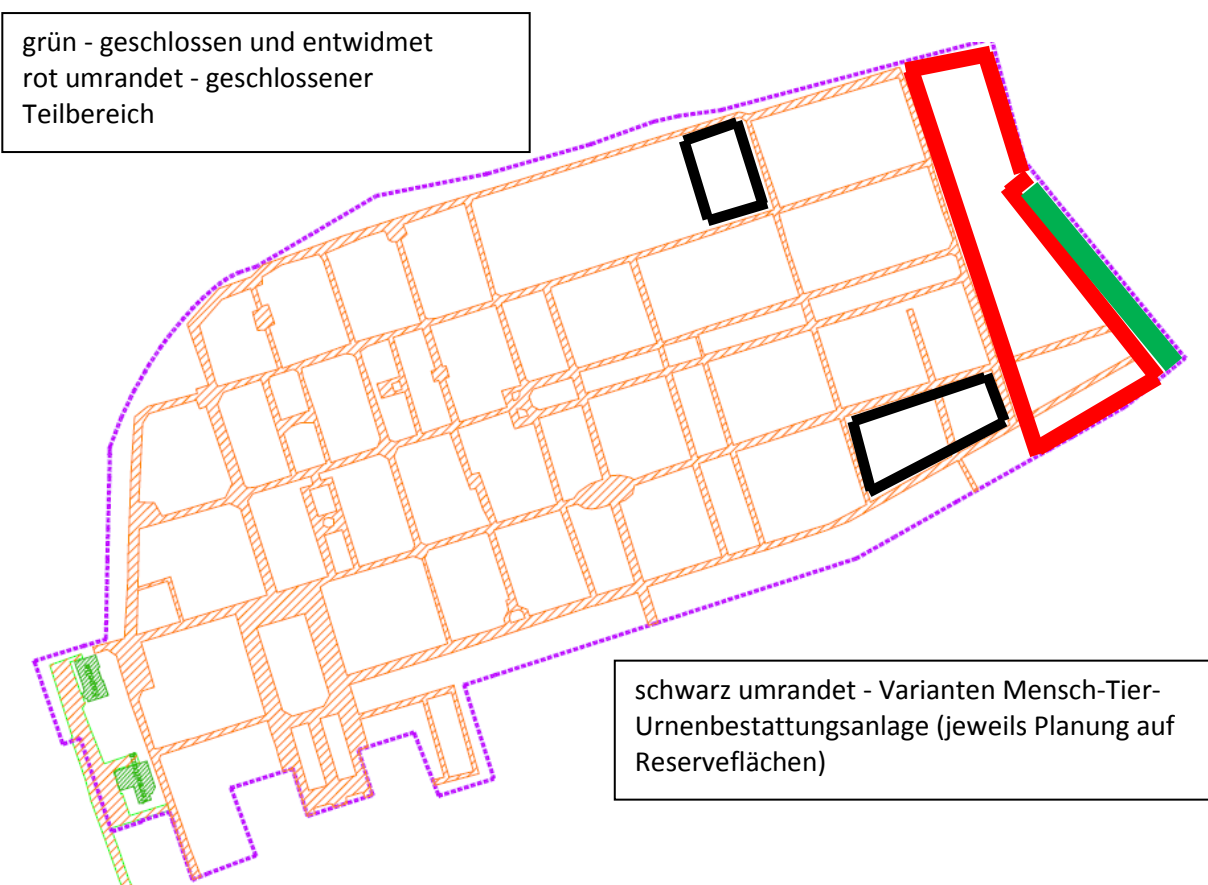 grün - geschlossen und entwidmet
rot umrandet - geschlossener
Teilbereich
schwarz umrandet - Varianten Mensch-Tier-
Urnenbestattungsanlage (jeweils Planung auf
Reserveflächen)